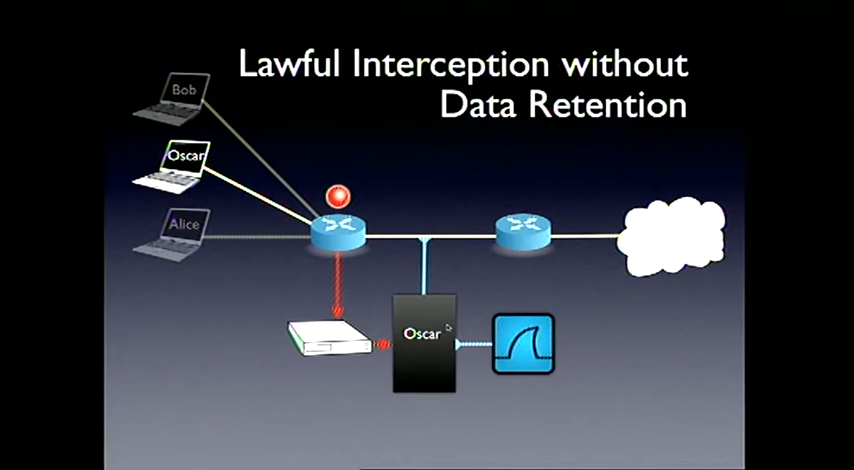 Lawful Interception without
Data Retention
Bob
Oscar
Alice
Oscar